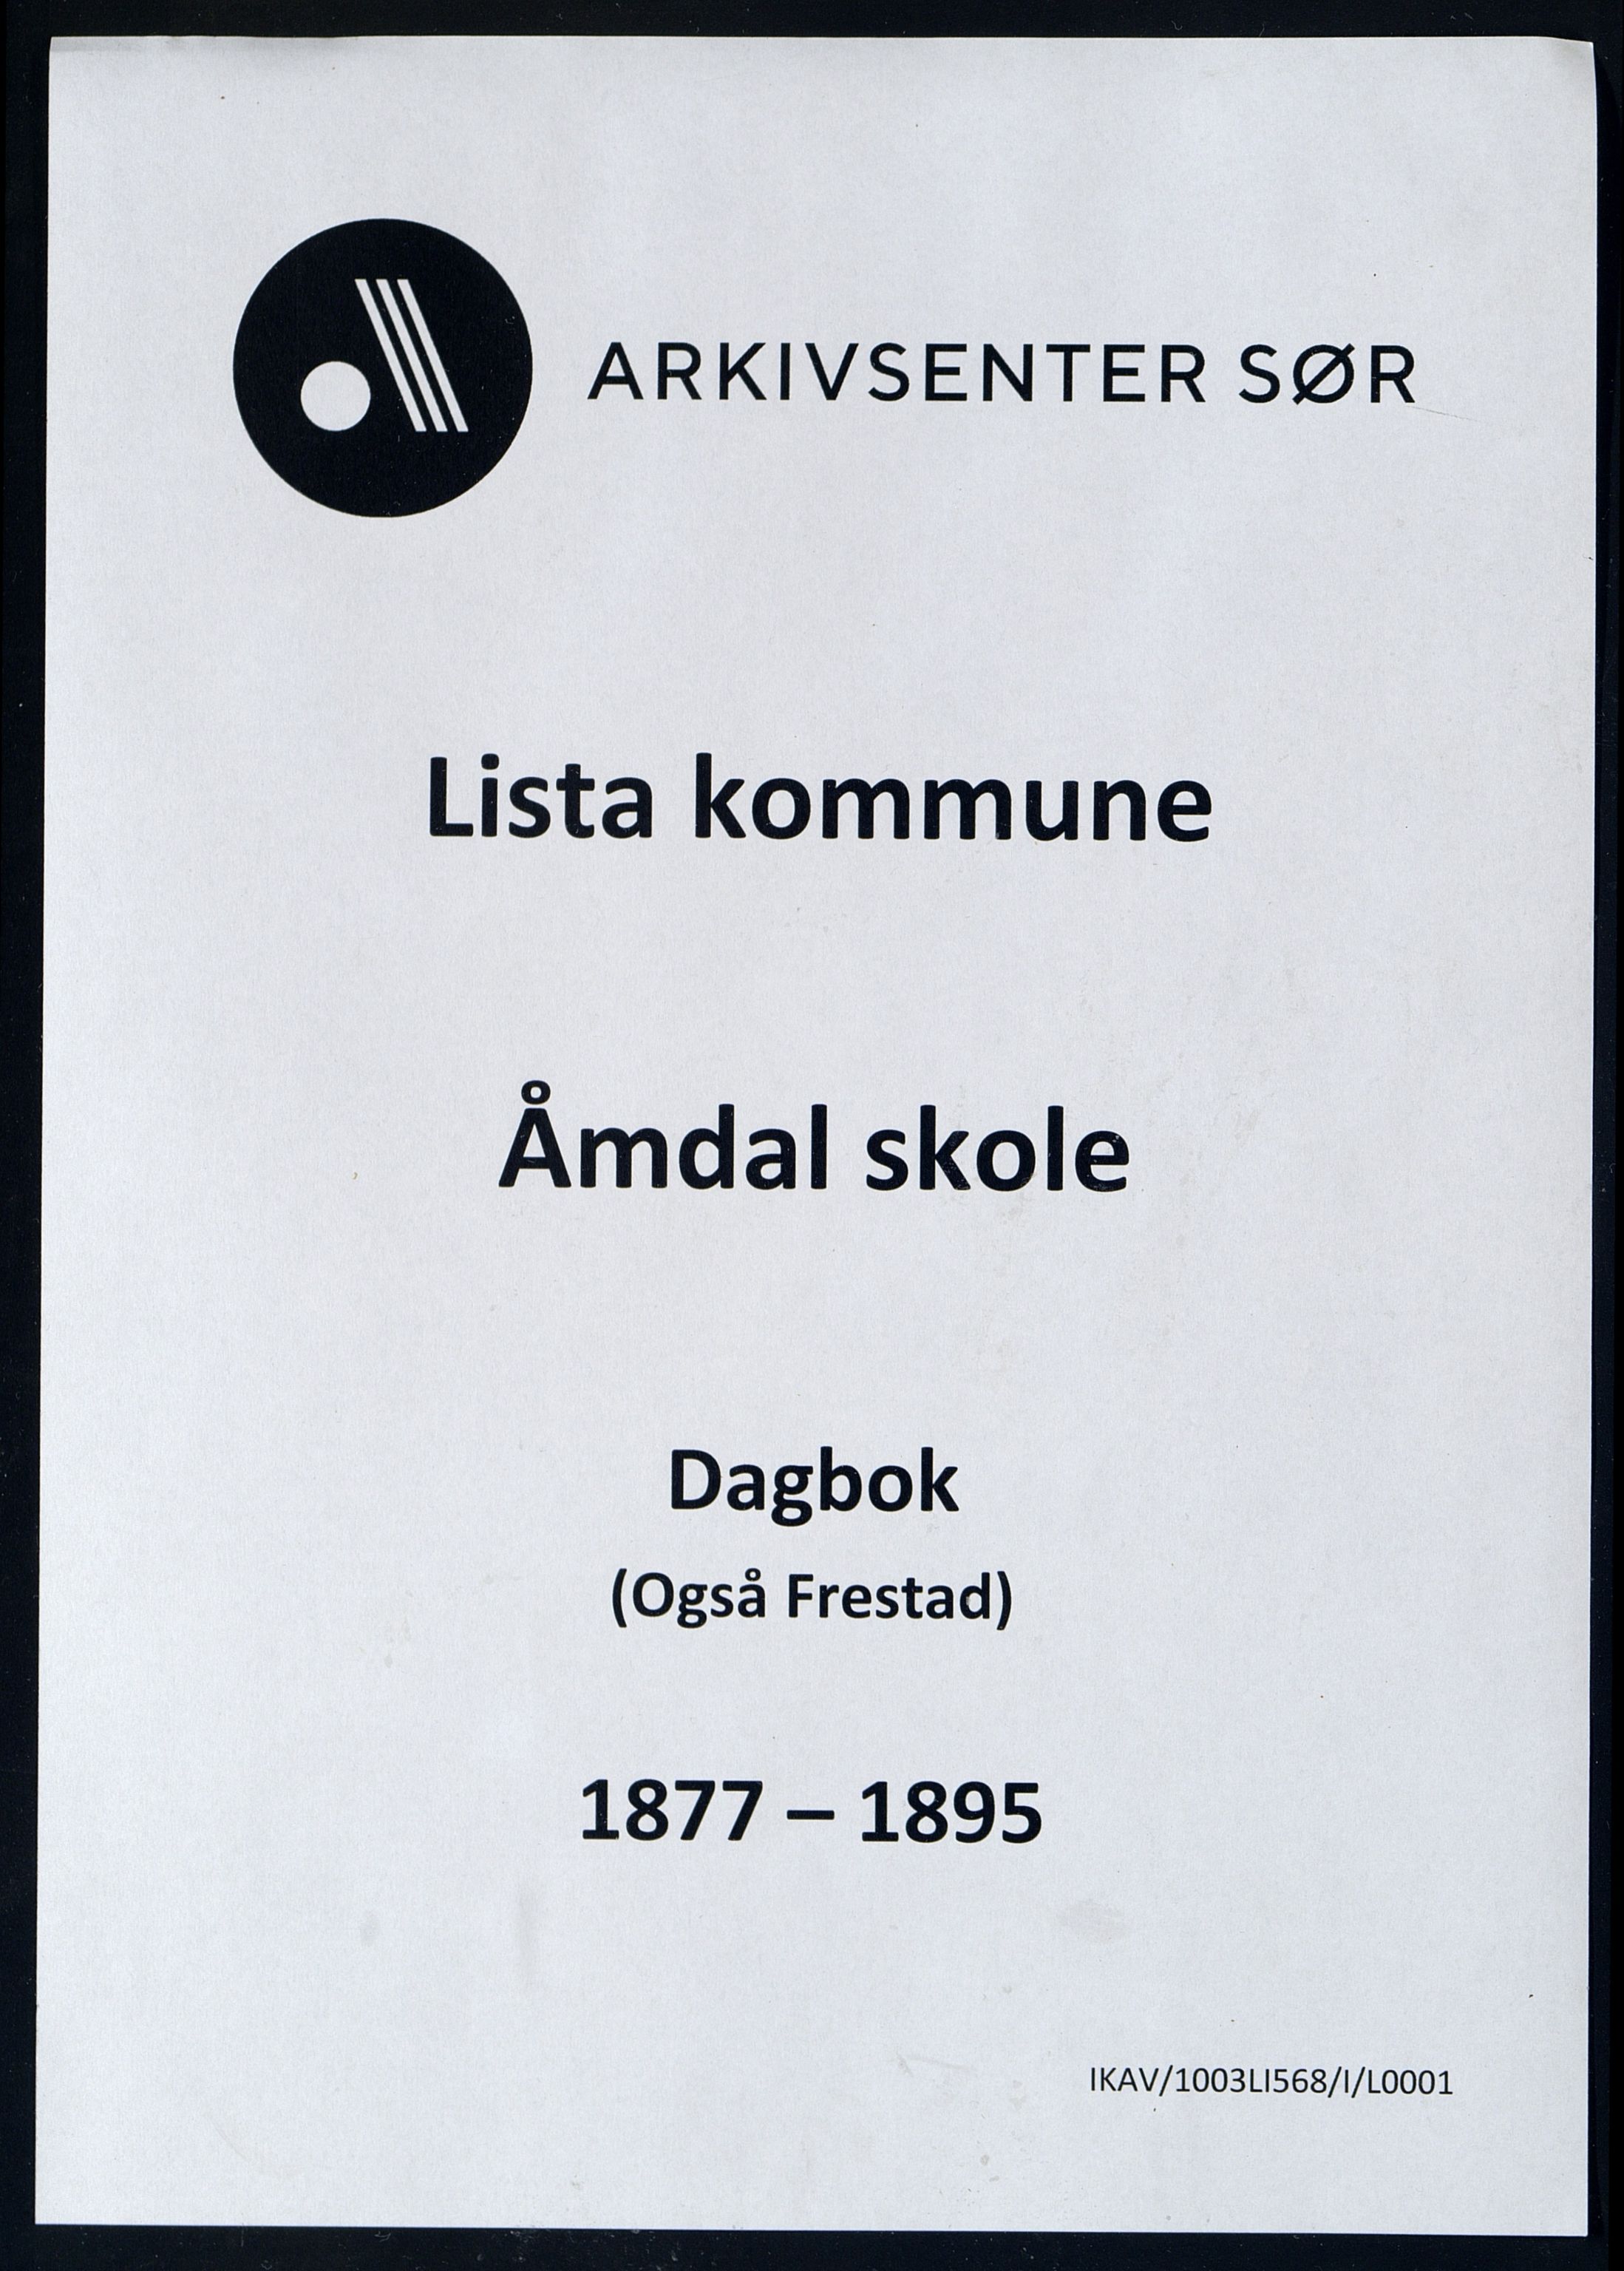 ARKIVSENTER SØR
Lista kommune
Åmdal skole
Dagbok
(Også Frestad)
1877 – 1895
IKAV/1003LI568/I/L0001